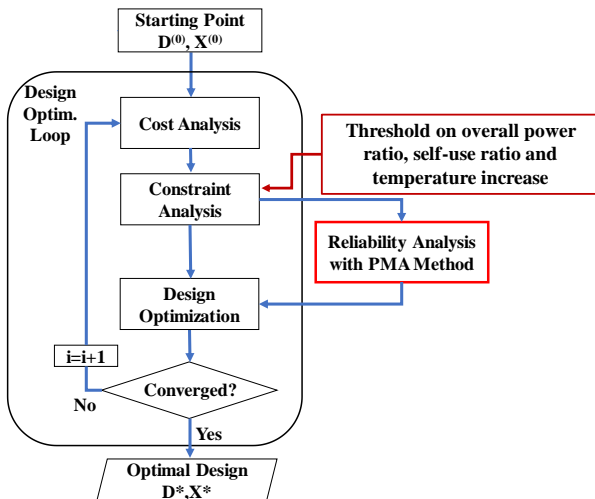 Starting Point
D(0), X(0)
Design
Optim.
Loop
Cost Analysis
Threshold on overall power
ratio, self-use ratio and
temperature increase
Constraint
Analysis
Reliability Analysis
with PMA Method
Design
Optimization
i=i+1
Converged?
No
Yes
Optimal Design
D*,X*